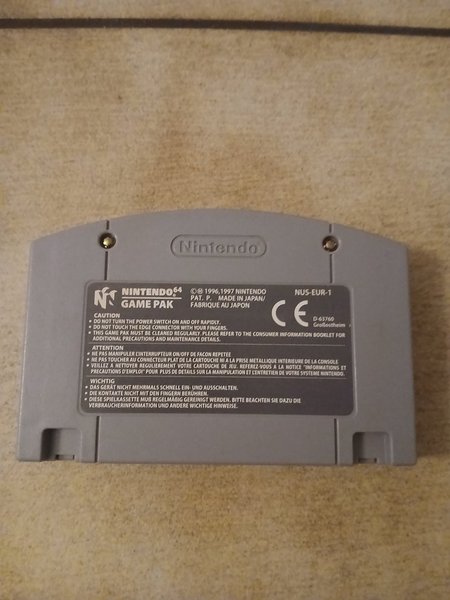 Nintendo
NINTENDO 64
GAME PAK
©Ⓜ 1996,1997 NINTENDO
PAT. P. MADE IN JAPAN/
FABRIQUE AU JAPON
NUS-EUR-1
CE
D-63760
Großostheim
CAUTION
• DO NOT TURN THE POWER SWITCH ON AND OFF RAPIDLY.
• DO NOT TOUCH THE EDGE CONNECTOR WITH YOUR FINGERS.
• THIS GAME PAK MUST BE CLEANED REGULARLY. PLEASE REFER TO THE CONSUMER INFORMATION BOOKLET FOR
ADDITIONAL PRECAUTIONS AND MAINTENANCE DETAILS.
ATTENTION
• NE PAS MANIPULER L'INTERRUPTEUR ON/OFF DE FACON REPETEE
• NE PAS TOUCHER AU CONNECTEUR PLAT DE LA CARTOUCHE NI A LA PRISE METALLIQUE INTERIEURE DE LA CONSOLE
• VEUILLEZ A NETTOYER REGULIEREMENT VOTRE CARTOUCHE DE JEU. REFEREZ-VOUS A LA NOTICE "INFORMATIONS ET
PRECAUTIONS D'EMPLOI" POUR PLUS DE DETAILS SUR LA MANIPULATION ET L'ENTRETIEN DE VOTRE SYSTEME NINTENDO.
WICHTIG
• DAS GERÄT NICHT MEHRMALS SCHNELL EIN- UND AUSSCHALTEN.
• DIE KONTAKTE NICHT MIT DEN FINGERN BERÜHREN.
• DIESE SPIELKASSETTE MUß REGELMÄßIG GEREINIGT WERDEN. BITTE BEACHTEN SIE DAZU DIE
VERBRAUCHERINFORMATION UND ANDERE WICHTIGE HINWEISE.